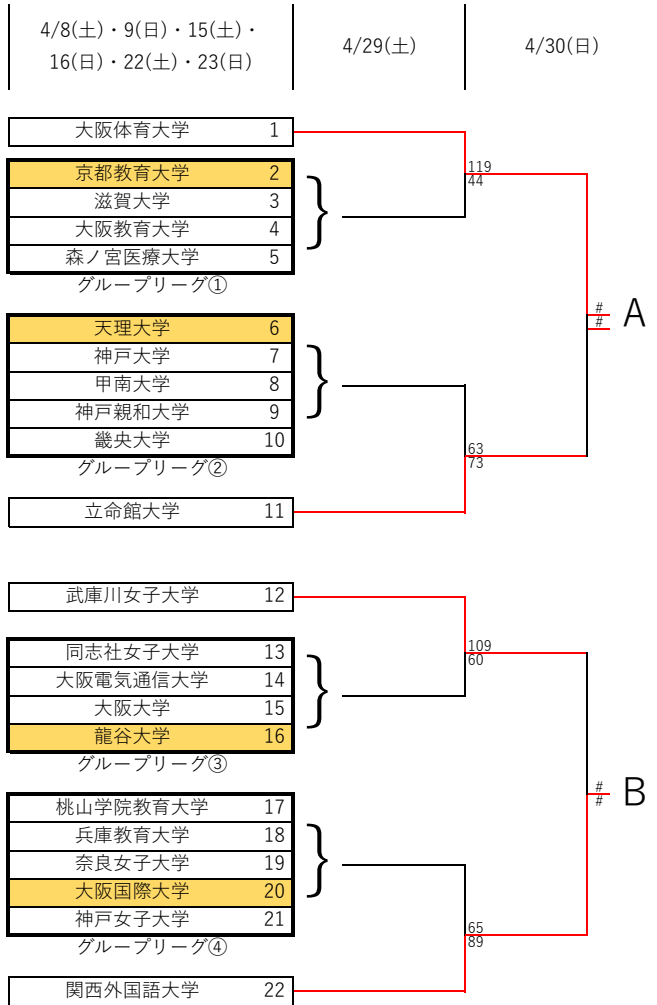 4/8(土)・9(日)・15(土)・
16(日)・22(土)・23(日)
4/29(土)
4/30(日)
大阪体育大学 1
京都教育大学 2
滋賀大学 3
大阪教育大学 4
森ノ宮医療大学 5
グループリーグ①
119
44
天理大学 6
神戸大学 7
甲南大学 8
神戸親和大学 9
畿央大学 10
グループリーグ②
#
#
A
63
73
立命館大学 11
武庫川女子大学 12
同志社女子大学 13
大阪電気通信大学 14
大阪大学 15
龍谷大学 16
グループリーグ③
109
60
桃山学院教育大学 17
兵庫教育大学 18
奈良女子大学 19
大阪国際大学 20
神戸女子大学 21
グループリーグ④
#
#
B
65
89
関西外国語大学 22